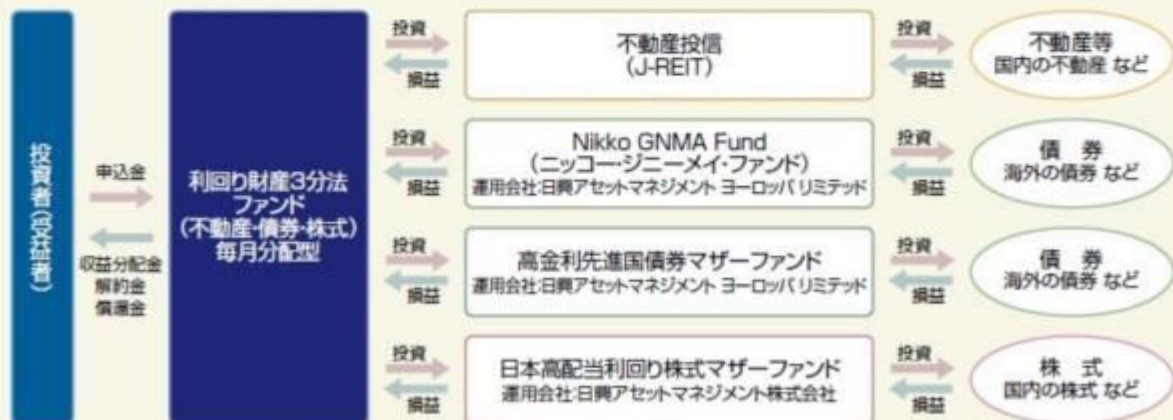 投資者(受益者)
申込金
収益分配金
解約金
償還金
利回り財産3分法
ファンド
(不動産・債券・株式)
毎月分配型
投資
損益
不動産投信
(J-REIT)
投資
損益
不動産等
国内の不動産 など
投資
損益
Nikko GNMA Fund
(ニッコー・ジニーメイ・ファンド)
運用会社:日興アセットマネジメント ヨーロッパ リミテッド
投資
損益
債 券
海外の債券 など
投資
損益
高金利先進国債券マザーファンド
運用会社:日興アセットマネジメント ヨーロッパ リミテッド
投資
損益
債 券
海外の債券 など
投資
損益
日本高配当利回り株式マザーファンド
運用会社:日興アセットマネジメント株式会社
投資
損益
株 式
国内の株式 など